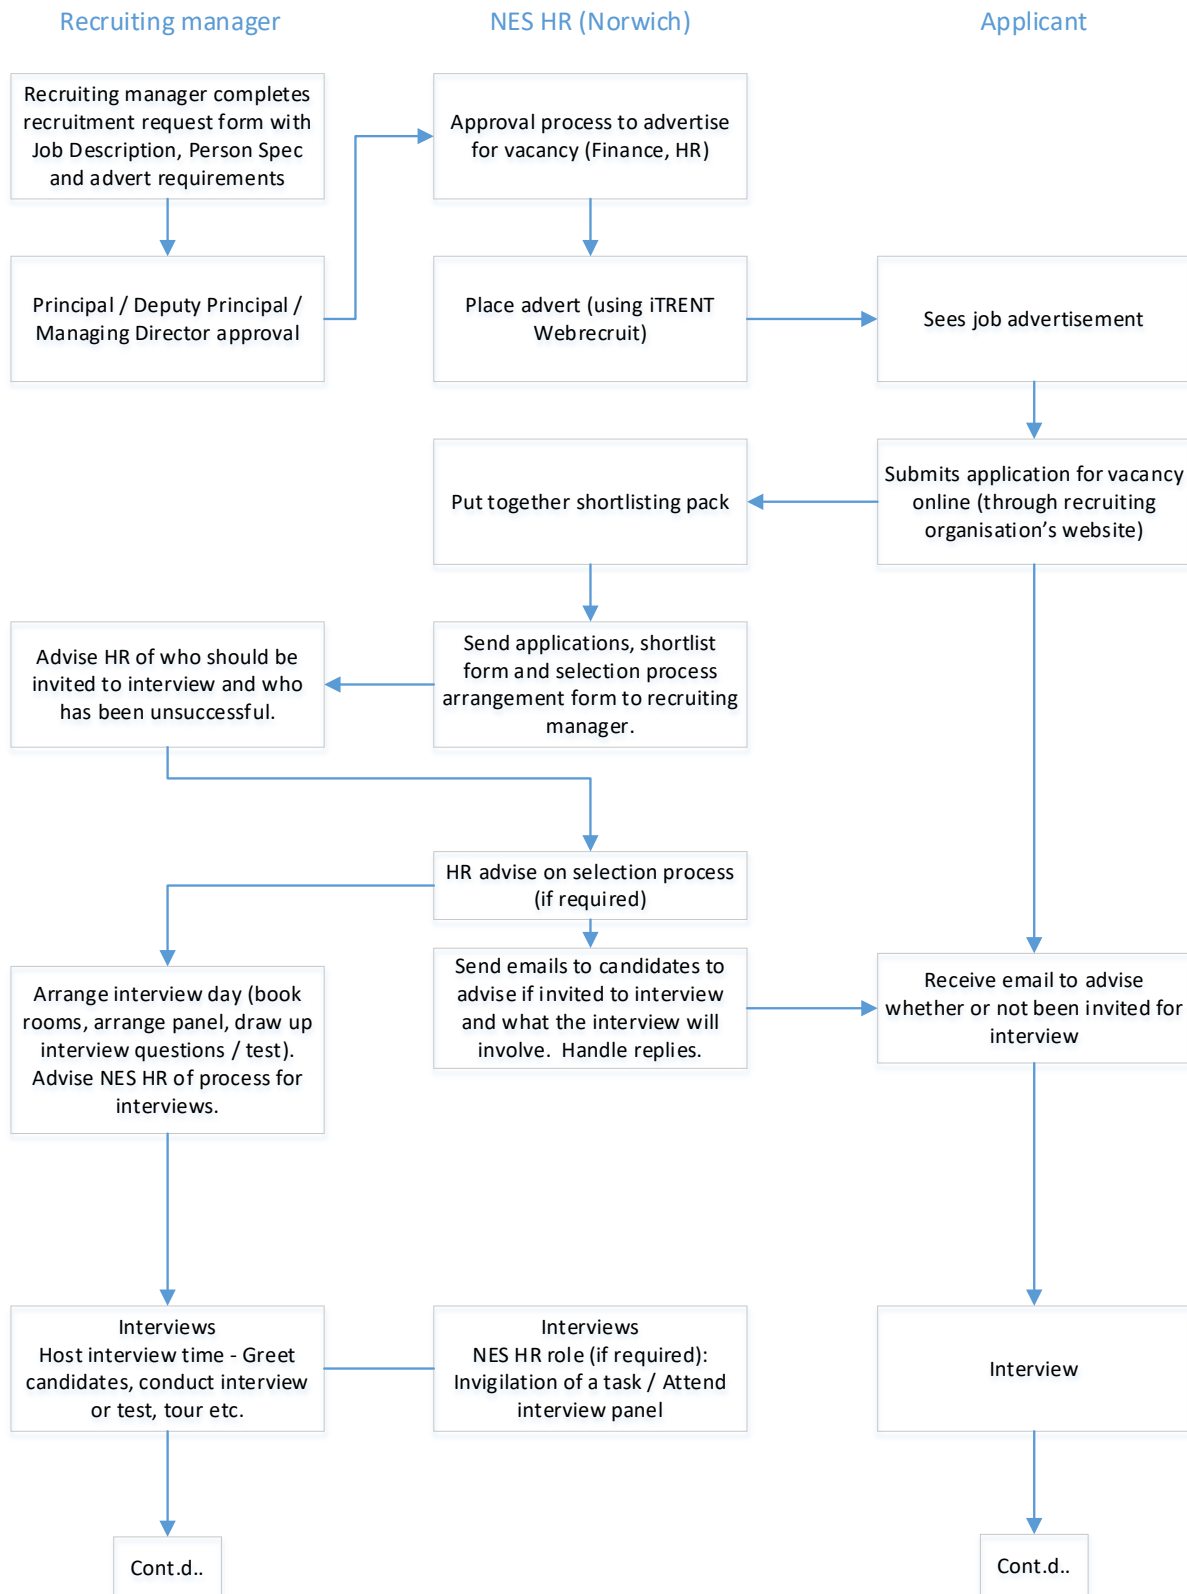 Recruiting manager
NES HR (Norwich)
Applicant
Recruiting manager completes
recruitment request form with
Job Description, Person Spec
and advert requirements
Approval process to advertise
for vacancy (Finance, HR)
Principal / Deputy Principal /
Managing Director approval
Place advert (using iTRENT
Webrecruit)
Sees job advertisement
Put together shortlisting pack
Submits application for vacancy
online (through recruiting
organisation’s website)
Advise HR of who should be
invited to interview and who
has been unsuccessful.
Send applications, shortlist
form and selection process
arrangement form to recruiting
manager.
HR advise on selection process
(if required)
Arrange interview day (book
rooms, arrange panel, draw up
interview questions / test).
Advise NES HR of process for
interviews.
Send emails to candidates to
advise if invited to interview
and what the interview will
involve.  Handle replies.
Receive email to advise
whether or not been invited for
interview
Interviews
Host interview time - Greet
candidates, conduct interview
or test, tour etc.
Interviews
NES HR role (if required):
Invigilation of a task / Attend
interview panel
Interview
Cont.d..
Cont.d..